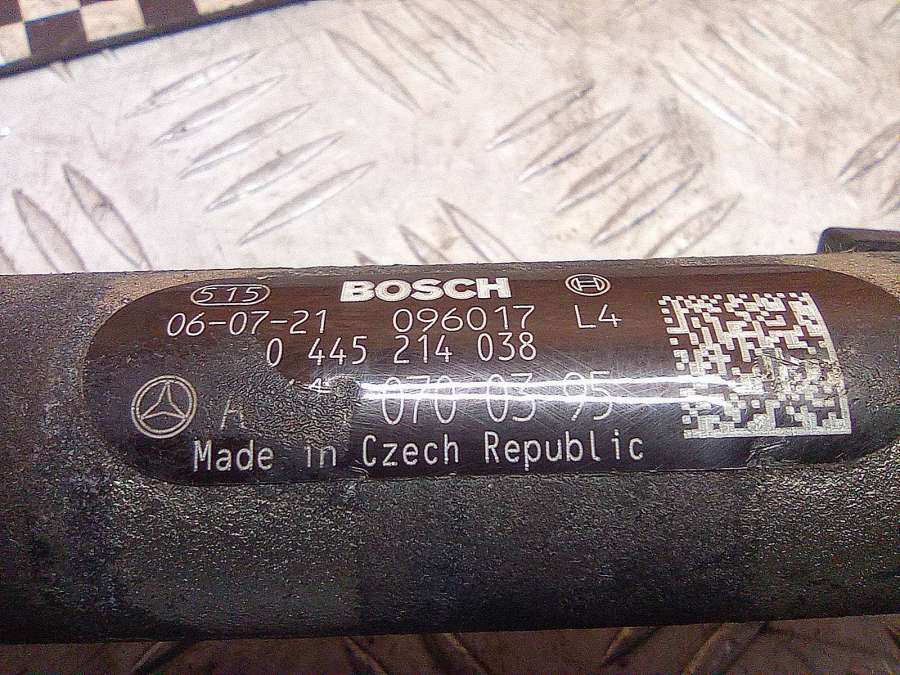 515 BOSCH
06-07-21 096017 L4
0 445 214 038
A 070 03 95
Made in Czech Republic